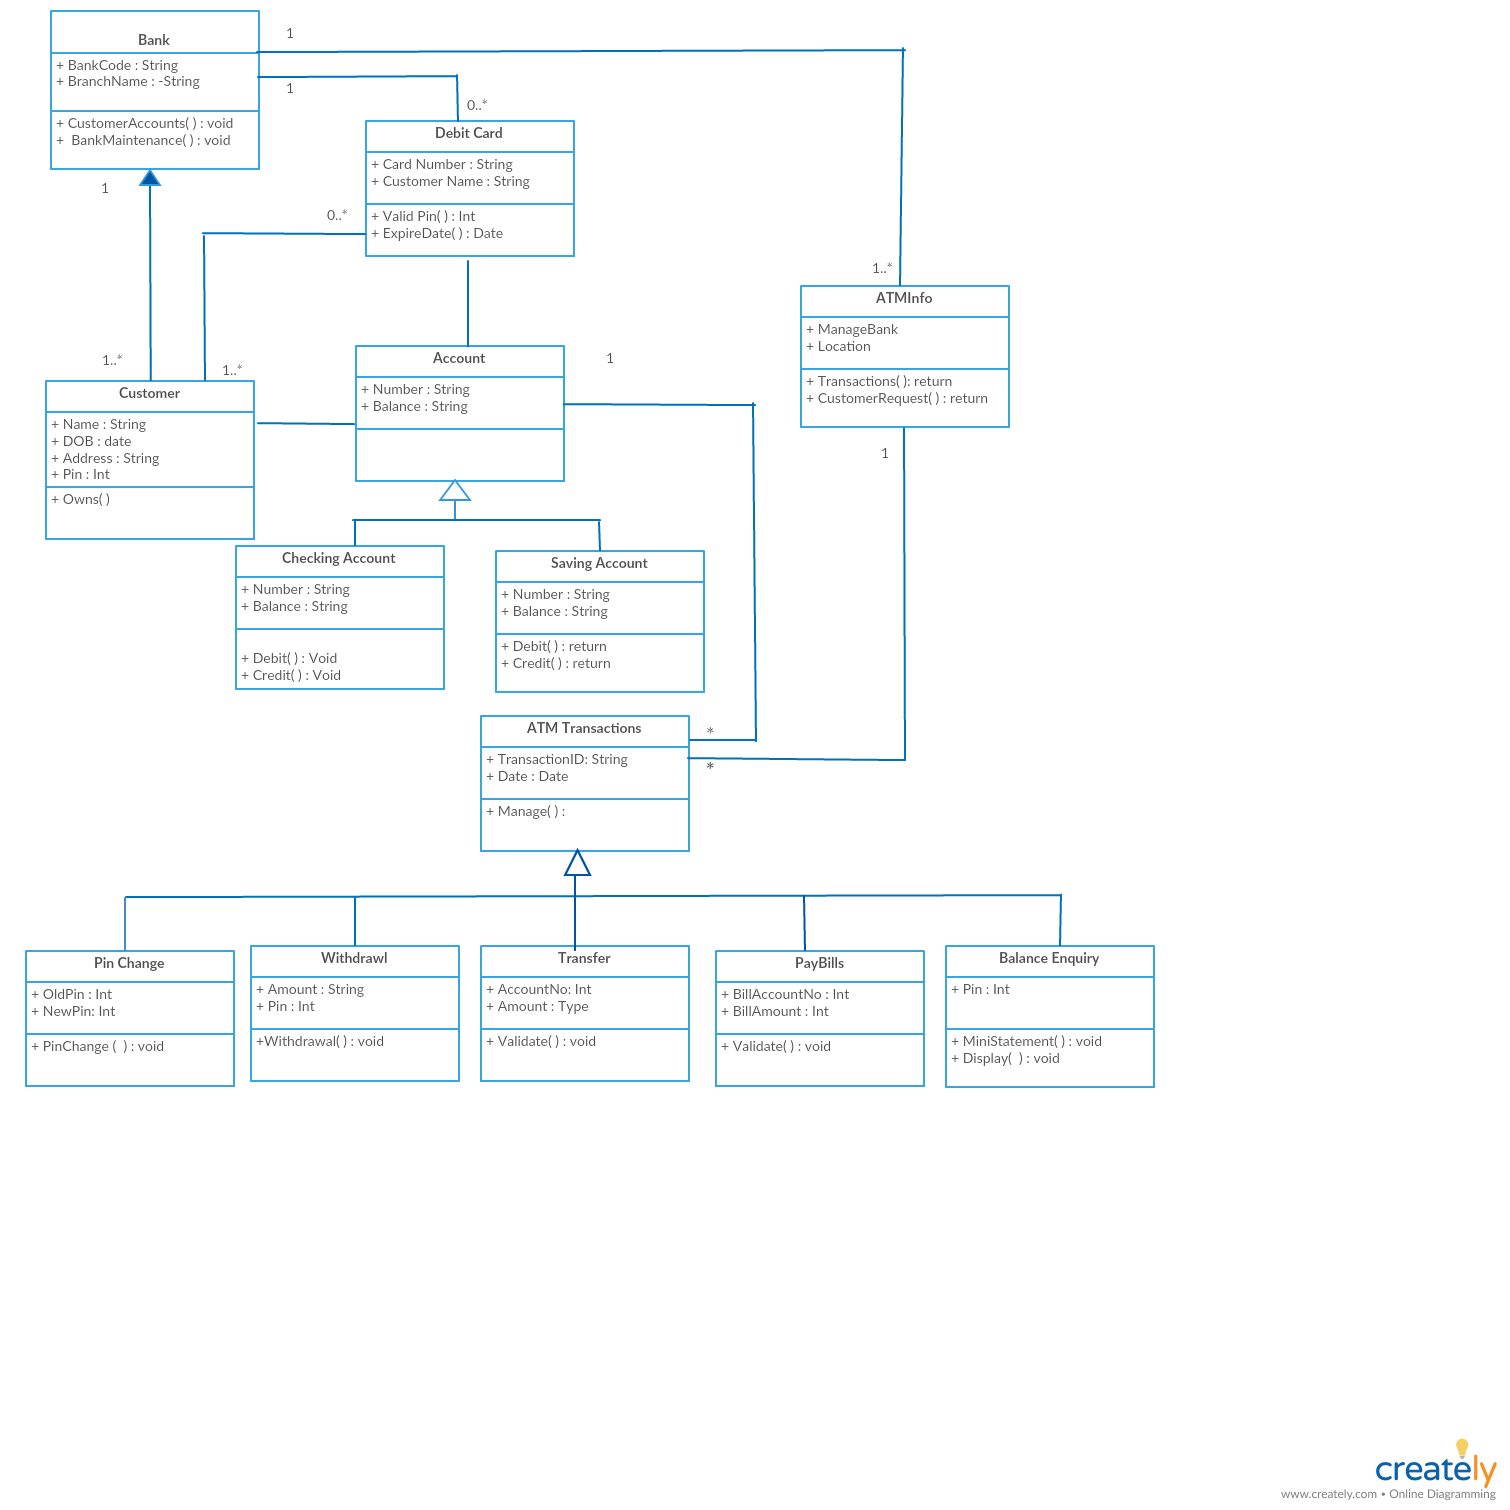 Bank
+ BankCode : String
+ BranchName : -String
+ CustomerAccounts( ) : void
+  BankMaintenance( ) : void
1
1
0..*
Debit Card
+ Card Number : String
+ Customer Name : String
+ Valid Pin( ) : Int
+ ExpireDate( ) : Date
1
0..*
1..*
ATMInfo
+ ManageBank
+ Location
+ Transactions( ): return
+ CustomerRequest( ) : return
1..*
1..*
Customer
+ Name : String
+ DOB : date
+ Address : String
+ Pin : Int
+ Owns( )
Account
+ Number : String
+ Balance : String
1
1
Checking Account
+ Number : String
+ Balance : String
+ Debit( ) : Void
+ Credit( ) : Void
Saving Account
+ Number : String
+ Balance : String
+ Debit( ) : return
+ Credit( ) : return
ATM Transactions
+ TransactionID: String
+ Date : Date
+ Manage( ) :
*
*
Pin Change
+ OldPin : Int
+ NewPin: Int
+ PinChange (  ) : void
Withdrawl
+ Amount : String
+ Pin : Int
+Withdrawal( ) : void
Transfer
+ AccountNo: Int
+ Amount : Type
+ Validate( ) : void
PayBills
+ BillAccountNo : Int
+ BillAmount : Int
+ Validate( ) : void
Balance Enquiry
+ Pin : Int
+ MiniStatement( ) : void
+ Display(  ) : void
creately
www.creately.com • Online Diagramming